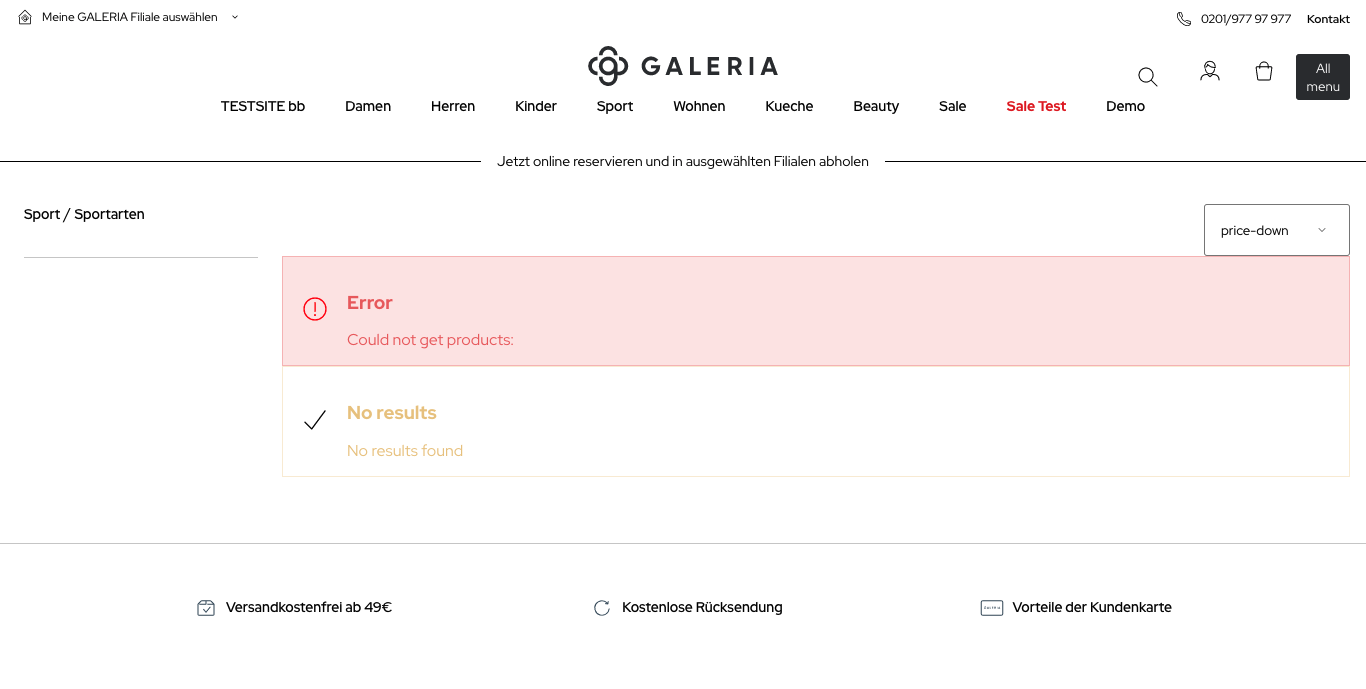 Meine GALERIA Filiale auswählen
0201/977 97 977 Kontakt
GALERIA
All
menu
TESTSITE bb Damen Herren Kinder Sport Wohnen Kueche Beauty Sale Sale Test Demo
Jetzt online reservieren und in ausgewählten Filialen abholen
Sport / Sportarten
price-down
Error
Could not get products:
No results
No results found
Versandkostenfrei ab 49€ Kostenlose Rücksendung Vorteile der Kundenkarte